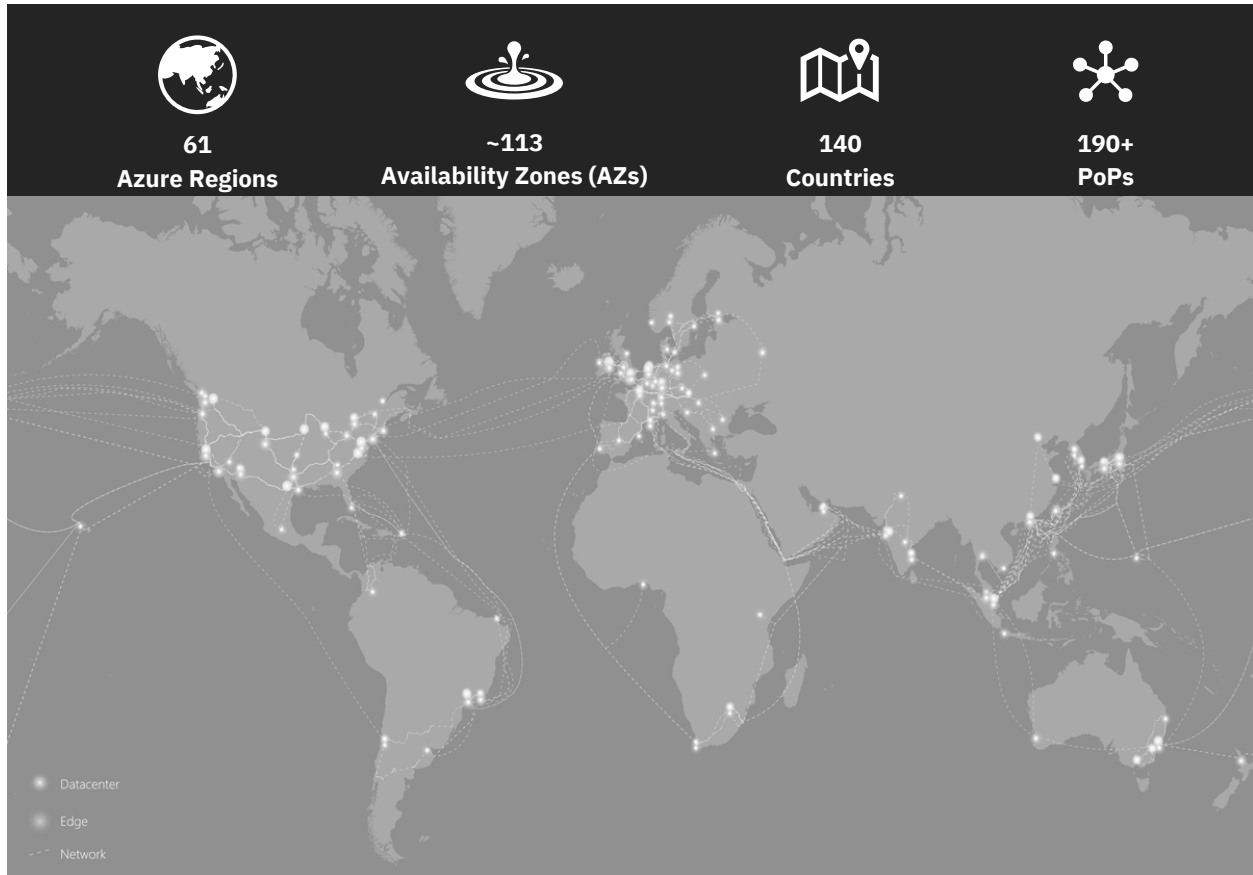 61
Azure Regions
~113
Availability Zones (AZs)
140
Countries
190+
PoPs
Datacenter
Edge
Network